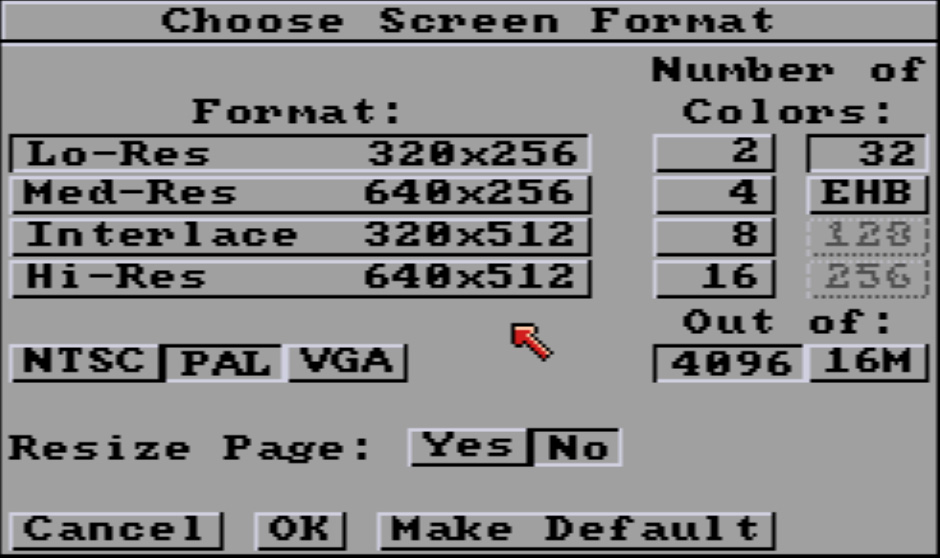 Choose Screen Format
Number of
Format: Colors:
Lo-Res 320x256 2 32
Med-Res 640x256 4 EHB
Interlace 320x512 8 128
Hi-Res 640x512 16 256
Out of:
NTSC PAL VGA 4096 16M
Resize Page: Yes No
Cancel OK Make Default